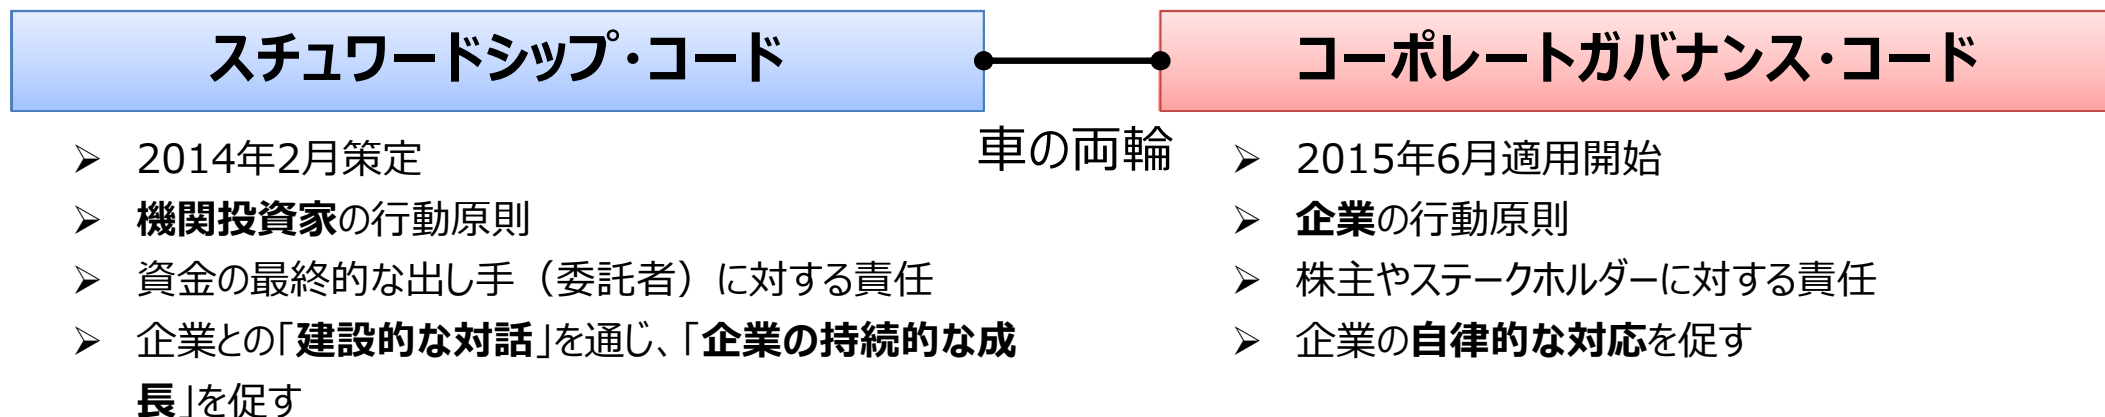 スチュワードシップ・コード
➢ 2014年2月策定
➢ 機関投資家の行動原則
➢ 資金の最終的な出し手（委託者）に対する責任
➢ 企業との「建設的な対話」を通じ、「企業の持続的な成
長」を促す
車の両輪
コーポレートガバナンス・コード
➢ 2015年6月適用開始
➢ 企業の行動原則
➢ 株主やステークホルダーに対する責任
➢ 企業の自律的な対応を促す